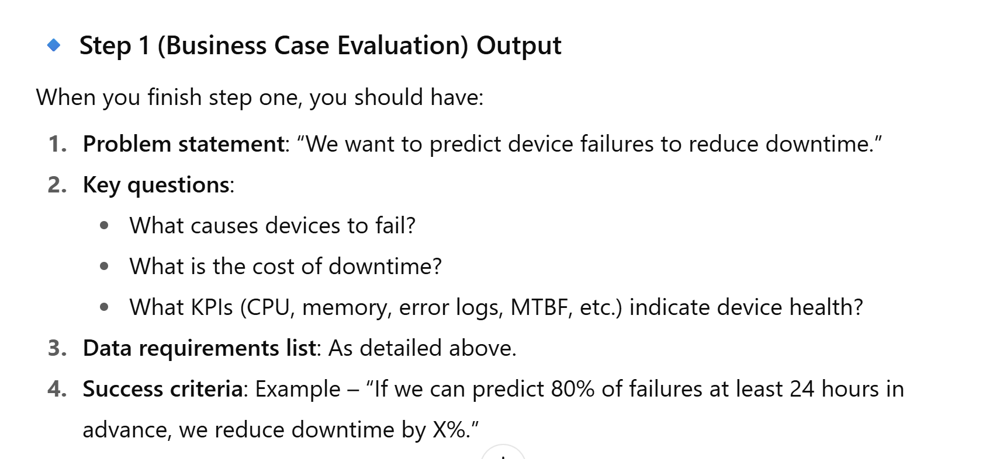 Step 1 (Business Case Evaluation) Output
When you finish step one, you should have:
1. Problem statement: “We want to predict device failures to reduce downtime.”
2. Key questions:
• What causes devices to fail?
• What is the cost of downtime?
• What KPIs (CPU, memory, error logs, MTBF, etc.) indicate device health?
3. Data requirements list: As detailed above.
4. Success criteria: Example – “If we can predict 80% of failures at least 24 hours in
advance, we reduce downtime by X%.”